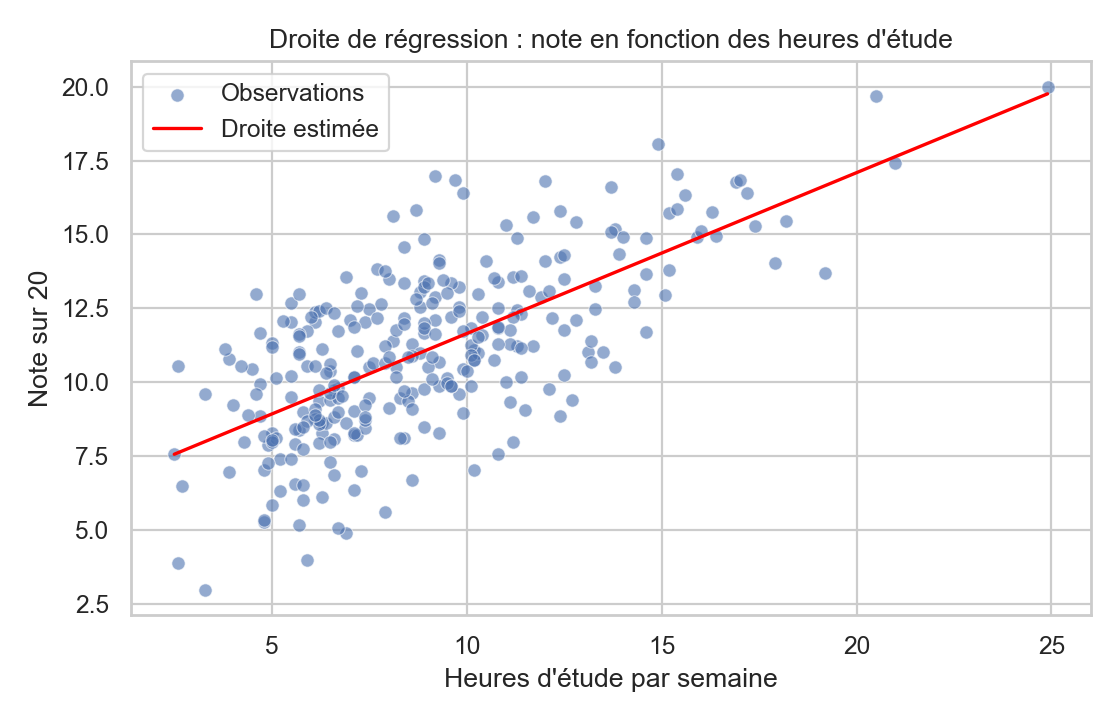 Droite de régression : note en fonction des heures d'étude
Observations
Droite estimée
Note sur 20
20.0
17.5
15.0
12.5
10.0
7.5
5.0
2.5
5
10
15
20
25
Heures d'étude par semaine